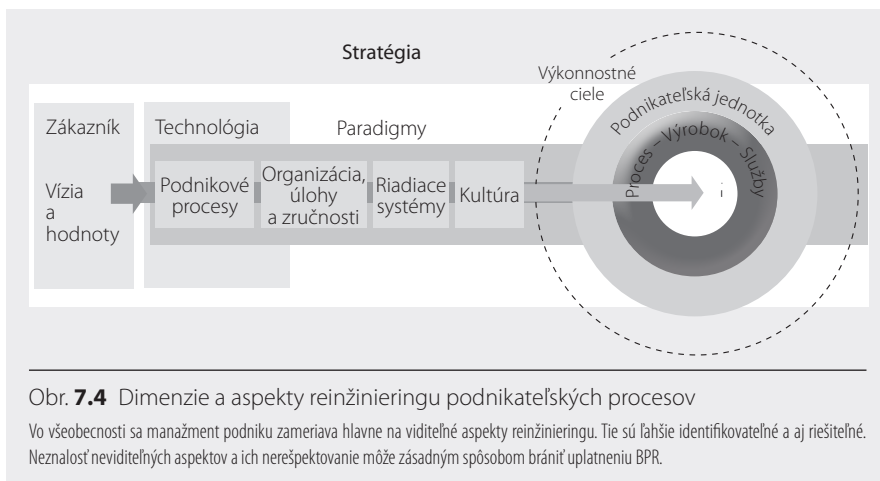 Stratégia
Výkonnostné
ciele
Podnikateľská jednotka
Proces – Výrobok – Služby
Zákazník
Technológia
Paradigmy
Vízia
a
hodnoty
Podnikové
procesy
Organizácia,
úlohy
a zručnosti
Riadiace
systémy
Kultúra
Obr. 7.4 Dimenzie a aspekty reinžinieringu podnikateľských procesov
Vo všeobecnosti sa manažment podniku zameriava hlavne na viditeľné aspekty reinžinieringu. Tie sú ľahšie identifikovateľné a aj riešiteľné.
Neznalosť neviditeľných aspektov a ich nerešpektovanie môže zásadným spôsobom brániť uplatneniu BPR.